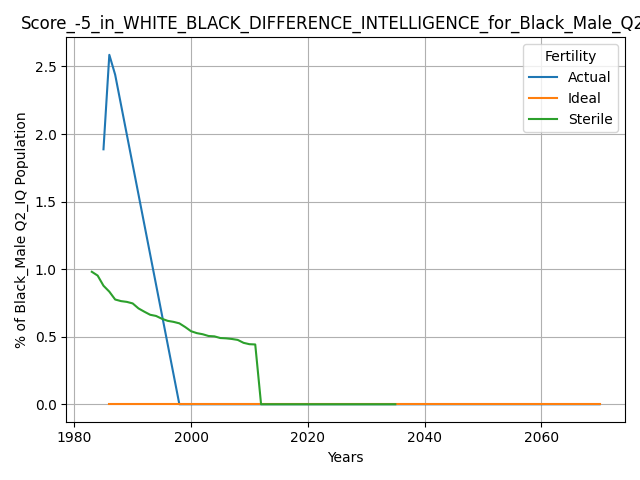 Score_-5_in_WHITE_BLACK_DIFFERENCE_INTELLIGENCE_for_Black_Male_Q2
Fertility
Actual
Ideal
Sterile
% of Black_Male Q2_IQ Population
2.5
2.0
1.5
1.0
0.5
0.0
1980 2000 2020 2040 2060
Years